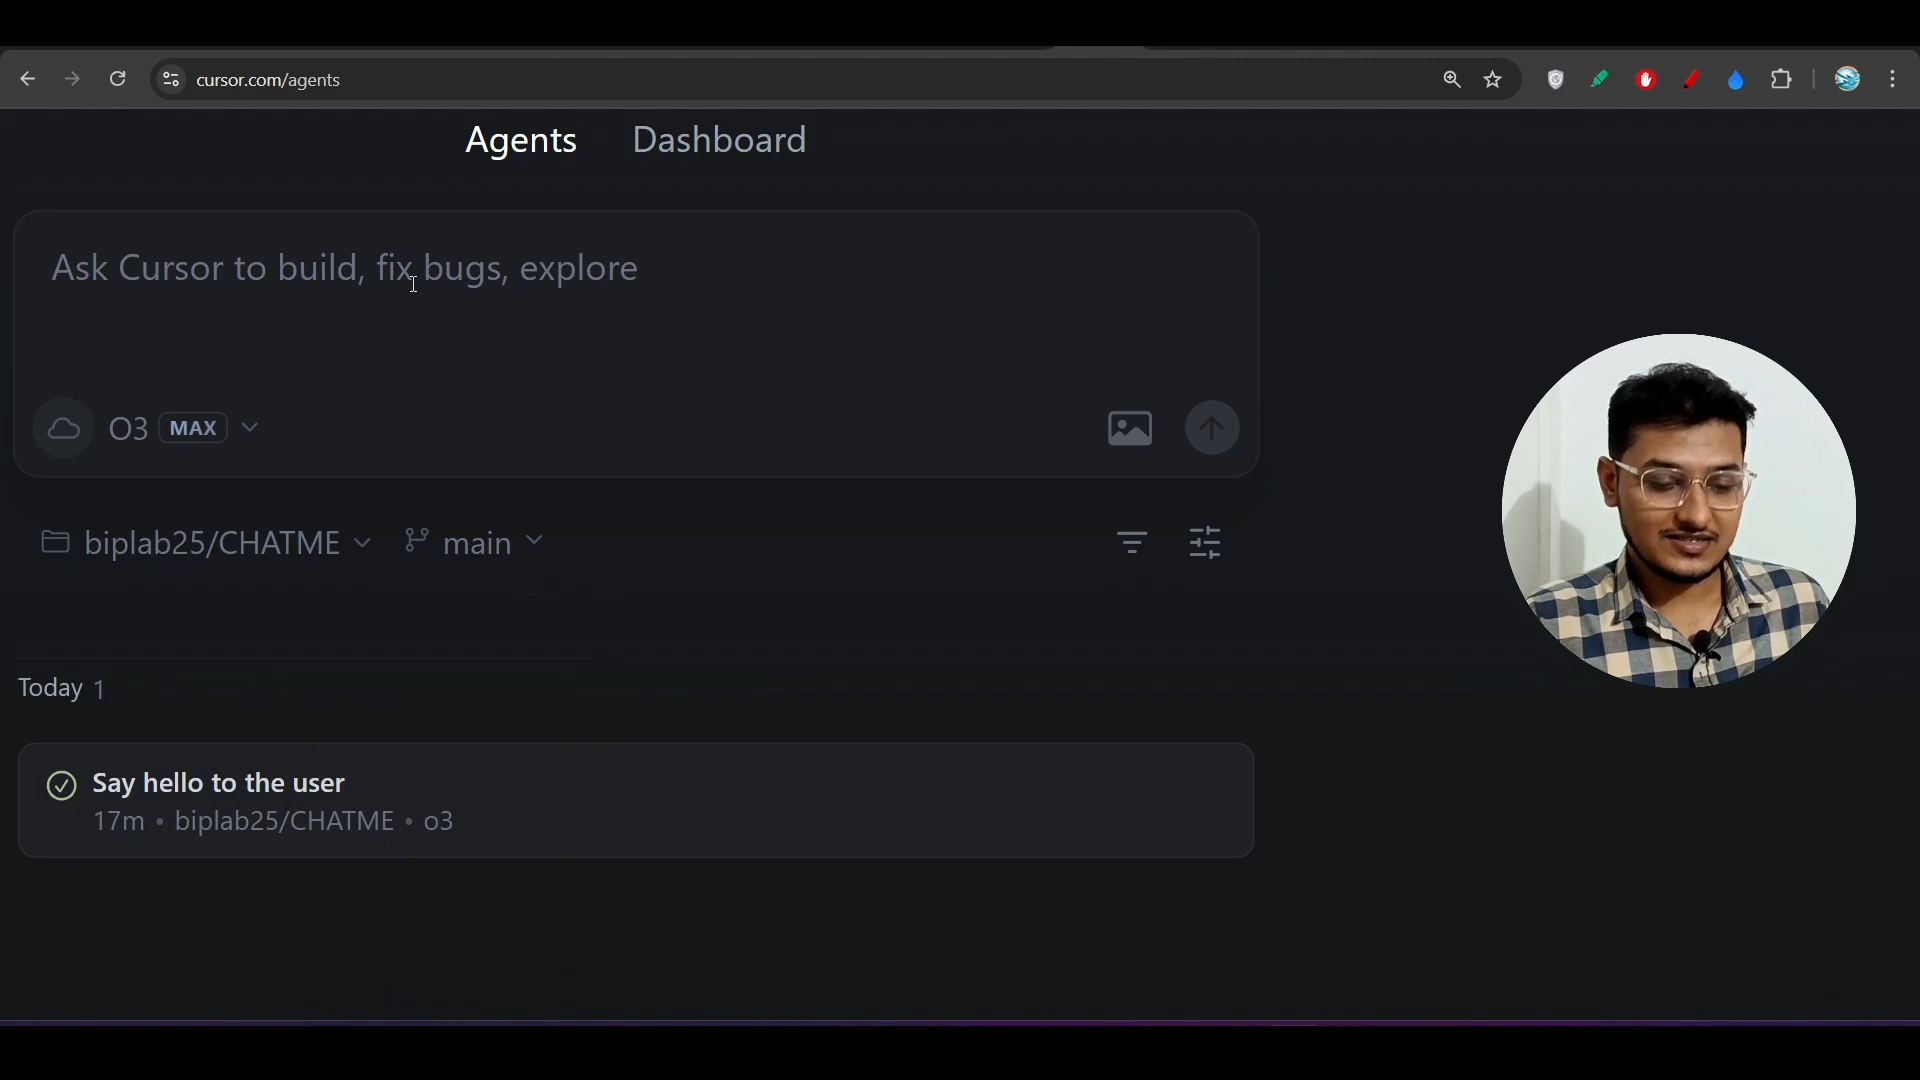 cursor.com/agents
Agents Dashboard
Ask Cursor to build, fix bugs, explore
O3 MAX
biplab25/CHATME main
Today 1
Say hello to the user
17m • biplab25/CHATME • o3